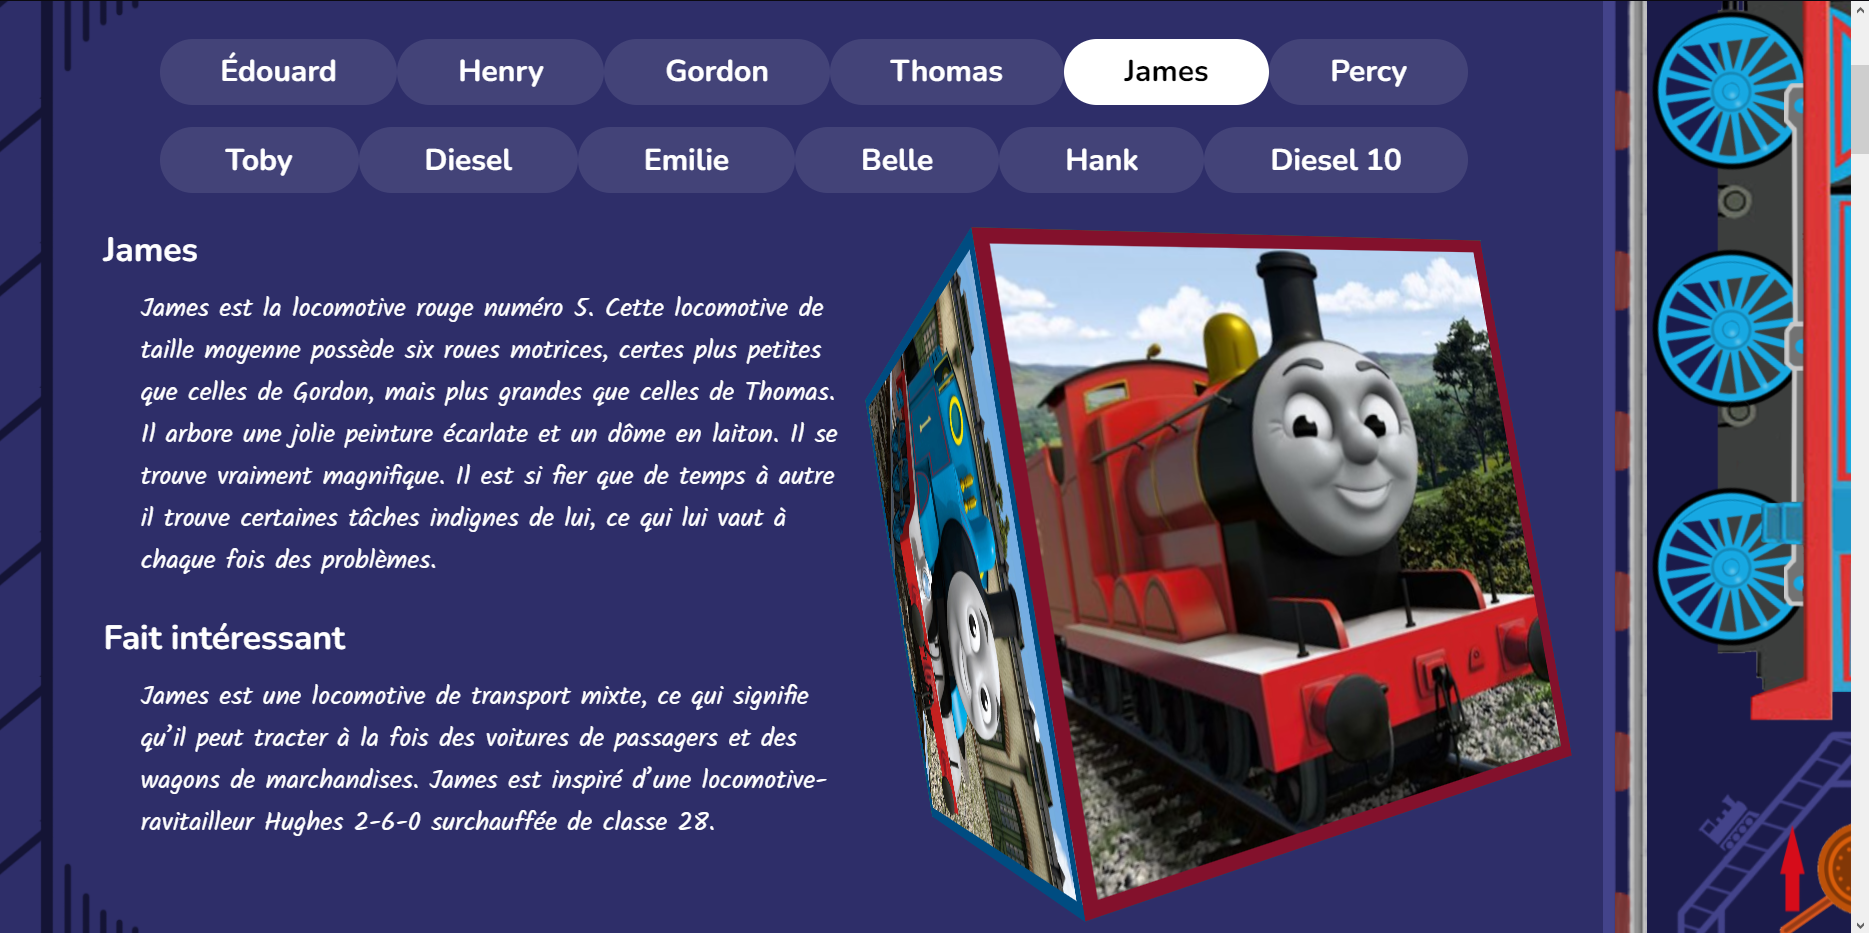 Édouard Henry Gordon Thomas James Percy
Toby Diesel Emilie Belle Hank Diesel 10
James
James est la locomotive rouge numéro 5. Cette locomotive de
taille moyenne possède six roues motrices, certes plus petites
que celles de Gordon, mais plus grandes que celles de Thomas.
Il arbore une jolie peinture écarlate et un dôme en laiton. Il se
trouve vraiment magnifique. Il est si fier que de temps à autre
il trouve certaines tâches indignes de lui, ce qui lui vaut à
chaque fois des problèmes.
Fait intéressant
James est une locomotive de transport mixte, ce qui signifie
qu’il peut tracter à la fois des voitures de passagers et des
wagons de marchandises. James est inspiré d’une locomotive-
ravitailleur Hughes 2-6-0 surchauffée de classe 28.